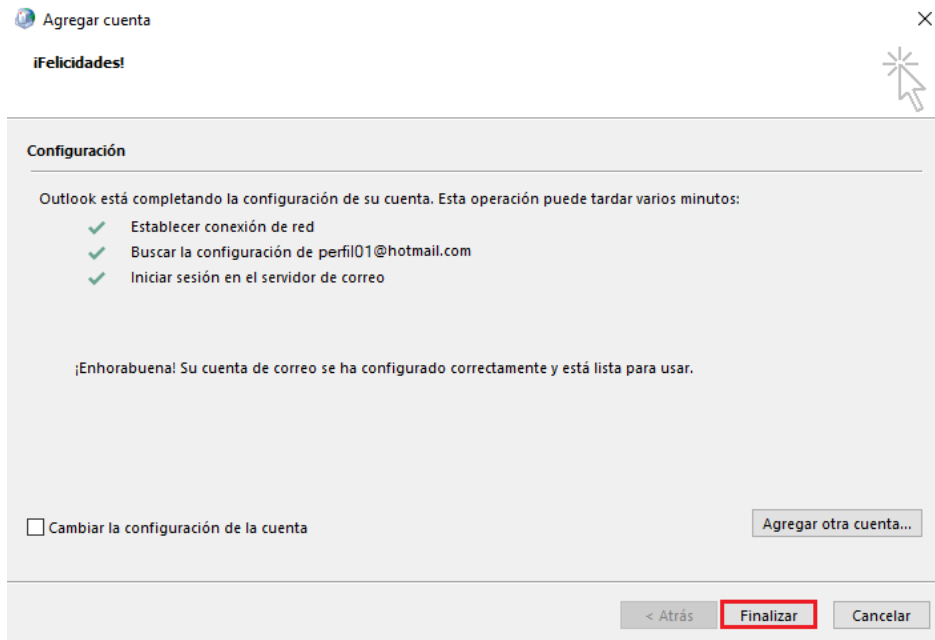 Agregar cuenta
¡Felicidades!
Configuración
Outlook está completando la configuración de su cuenta. Esta operación puede tardar varios minutos:
Establecer conexión de red
Buscar la configuración de perfil01@hotmail.com
Iniciar sesión en el servidor de correo
¡Enhorabuena! Su cuenta de correo se ha configurado correctamente y está lista para usar.
Cambiar la configuración de la cuenta
Agregar otra cuenta...
< Atrás
Finalizar
Cancelar